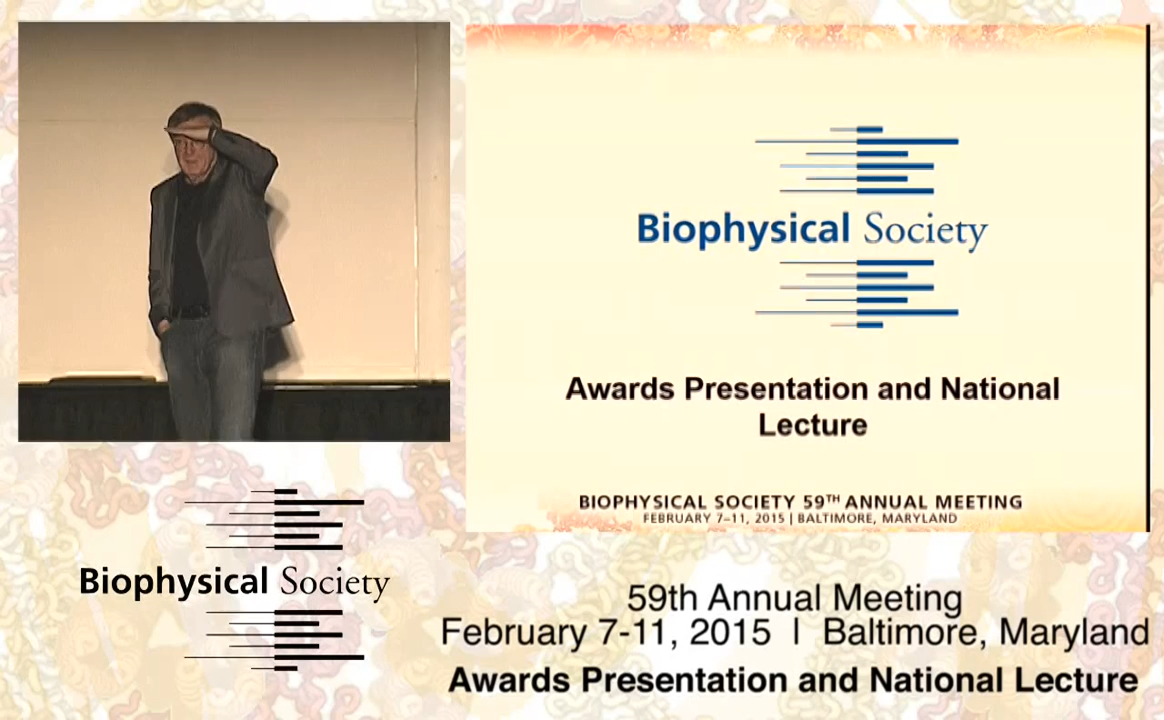 Biophysical Society
Awards Presentation and National
Lecture
BIOPHYSICAL SOCIETY 59TH ANNUAL MEETING
FEBRUARY 7–11, 2015 | BALTIMORE, MARYLAND
Biophysical Society
59th Annual Meeting
February 7-11, 2015 | Baltimore, Maryland
Awards Presentation and National Lecture